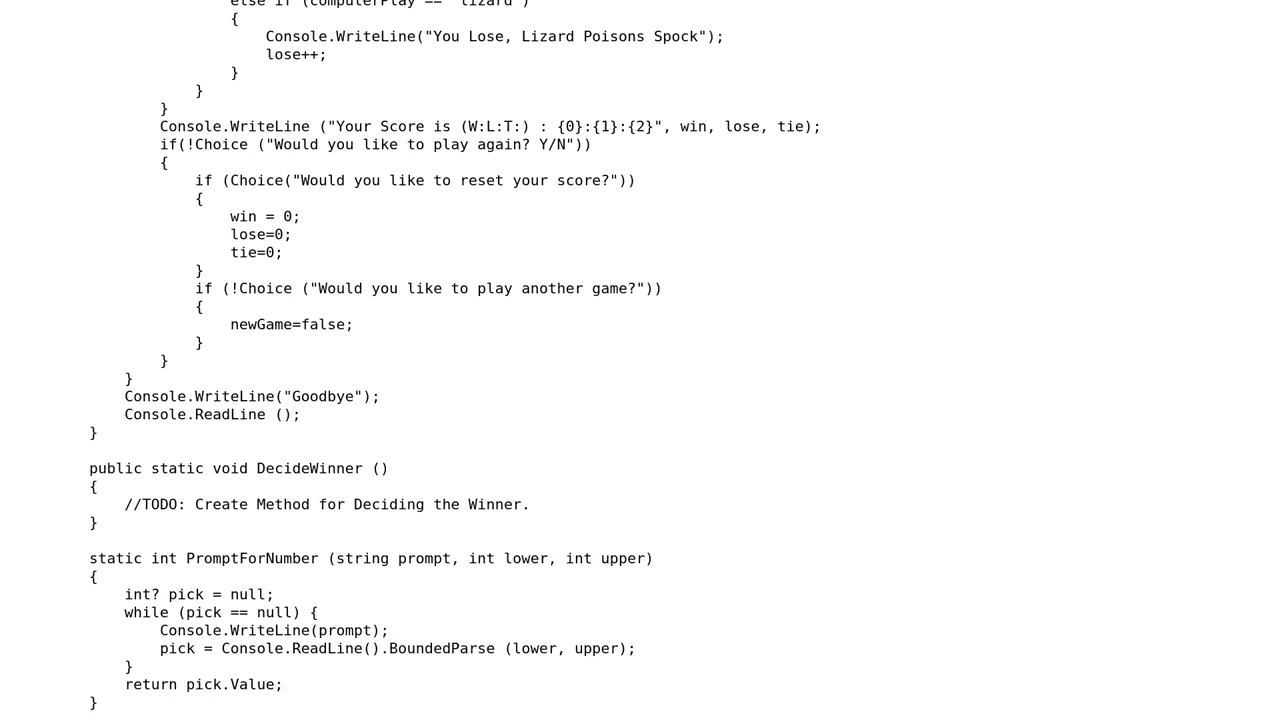 else if (computerPlay == "lizard")
{
Console.WriteLine("You Lose, Lizard Poisons Spock");
lose++;
}
}
}
Console.WriteLine ("Your Score is (W:L:T:) : {0}:{1}:{2}", win, lose, tie);
if(!Choice ("Would you like to play again? Y/N"))
{
if (Choice("Would you like to reset your score?"))
{
win = 0;
lose=0;
tie=0;
}
if (!Choice ("Would you like to play another game?"))
{
newGame=false;
}
}
}
Console.WriteLine("Goodbye");
Console.ReadLine ();
}
public static void DecideWinner ()
{
//TODO: Create Method for Deciding the Winner.
}
static int PromptForNumber (string prompt, int lower, int upper)
{
int? pick = null;
while (pick == null) {
Console.WriteLine(prompt);
pick = Console.ReadLine().BoundedParse (lower, upper);
}
return pick.Value;
}